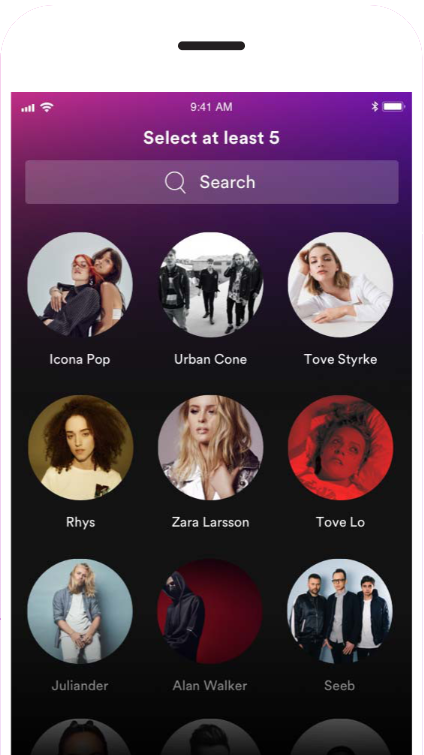 9:41 AM
Select at least 5
Search
Icona Pop
Urban Cone
Tove Styrke
Rhys
Zara Larsson
Tove Lo
Juliander
Alan Walker
Seeb